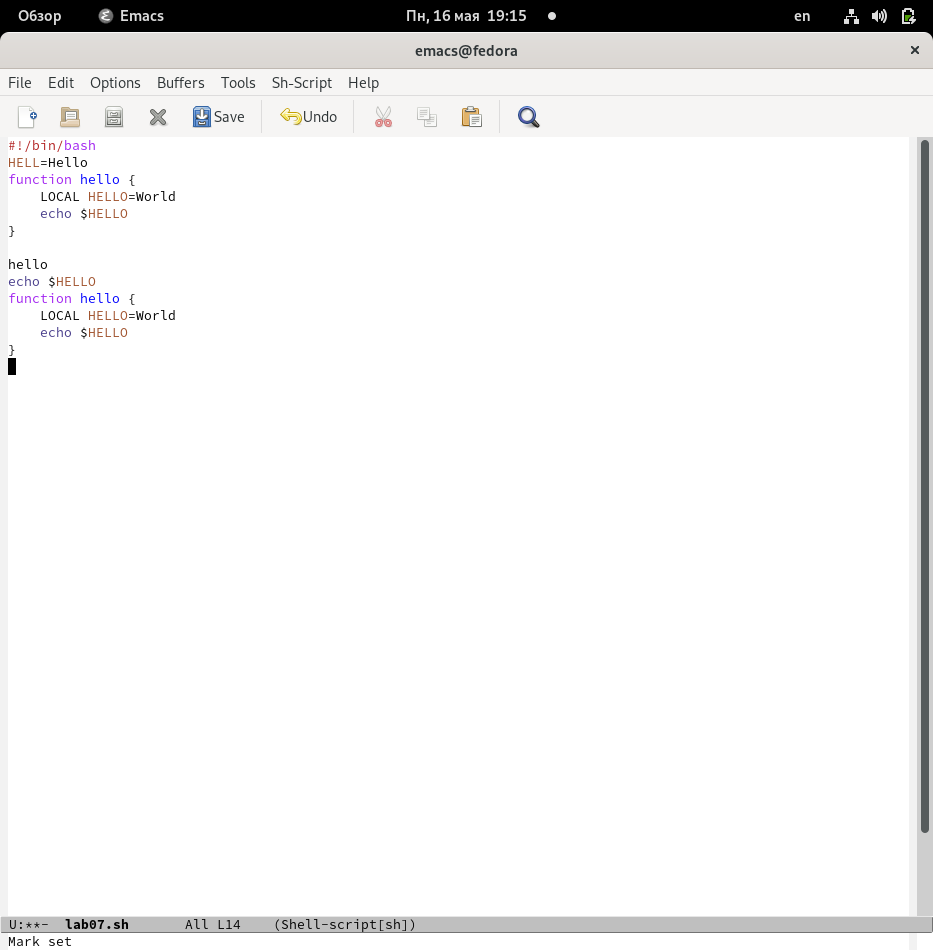 Обзор Emacs Пн, 16 мая 19:15 en
emacs@fedora
File Edit Options Buffers Tools Sh-Script Help
Save Undo
#!/bin/bash
HELL=Hello
function hello {
    LOCAL HELLO=World
    echo $HELLO
}
hello
echo $HELLO
function hello {
    LOCAL HELLO=World
    echo $HELLO
}
U:**- lab07.sh All L14 (Shell-script[sh])
Mark set